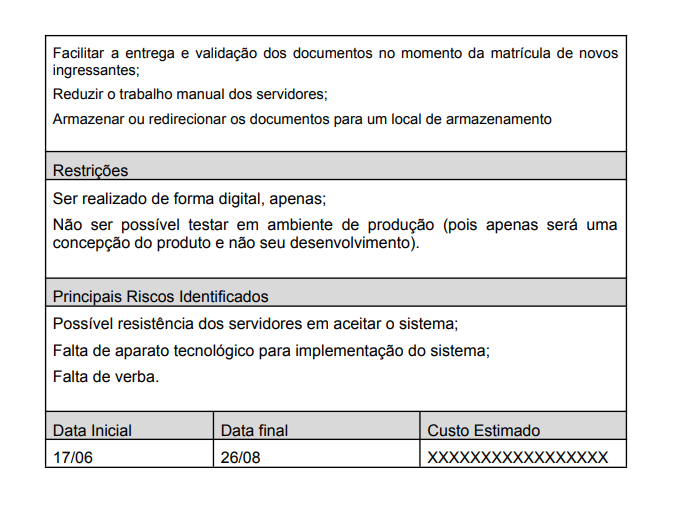 Facilitar a entrega e validação dos documentos no momento da matrícula de novos
ingressantes;
Reduzir o trabalho manual dos servidores;
Armazenar ou redirecionar os documentos para um local de armazenamento
Restrições
Ser realizado de forma digital, apenas;
Não ser possível testar em ambiente de produção (pois apenas será uma
concepção do produto e não seu desenvolvimento).
Principais Riscos Identificados
Possível resistência dos servidores em aceitar o sistema;
Falta de aparato tecnológico para implementação do sistema;
Falta de verba.
Data Inicial Data final Custo Estimado
17/06 26/08 XXXXXXXXXXXXXXXXX